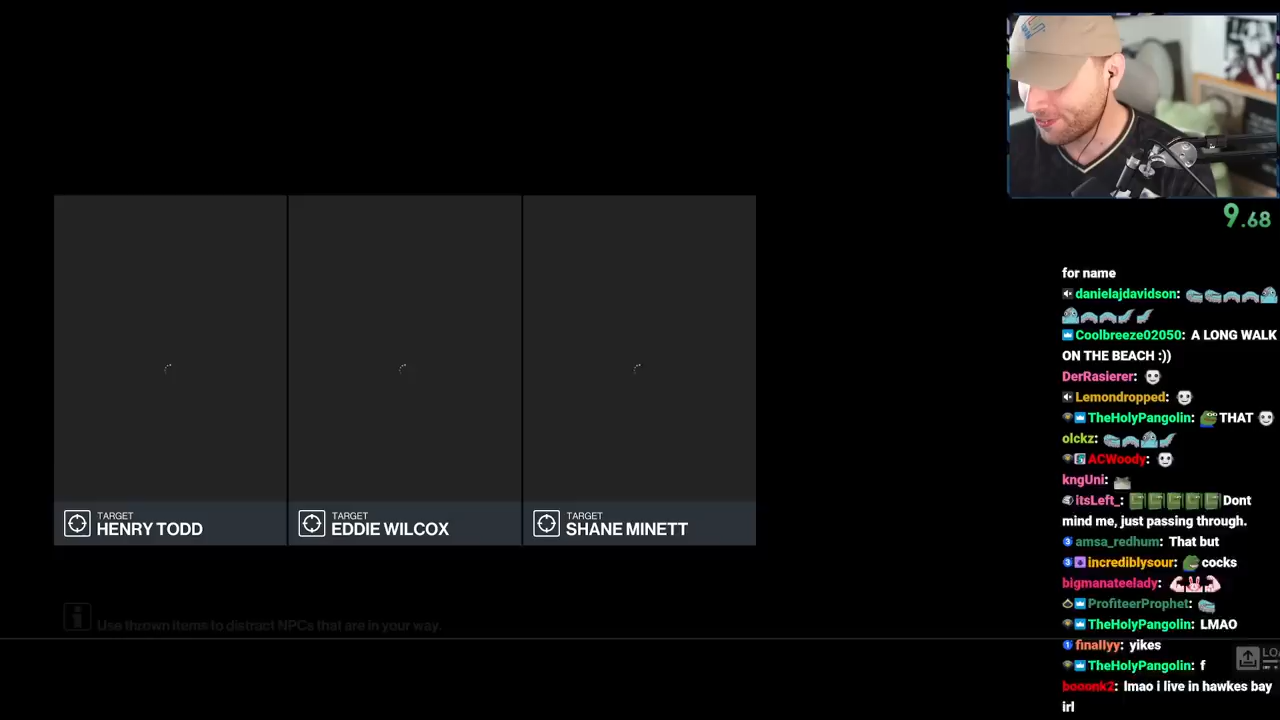 9.68
for name
danielajdavidson:
Coolbreeze02050: A LONG WALK
ON THE BEACH :))
DerRasierer:
Lemondropped:
TheHolyPangolin: THAT
olckz:
ACWoody:
kngUni:
itsLeft_: Dont
mind me, just passing through.
amsa_redhum: That but
incrediblysour: cocks
bigmanateelady:
ProfiteerProphet:
TheHolyPangolin: LMAO
finallyy: yikes
TheHolyPangolin: f
booonk2: lmao i live in hawkes bay
irl
TARGET
HENRY TODD
TARGET
EDDIE WILCOX
TARGET
SHANE MINETT
Use thrown items to distract NPCs that are in your way.